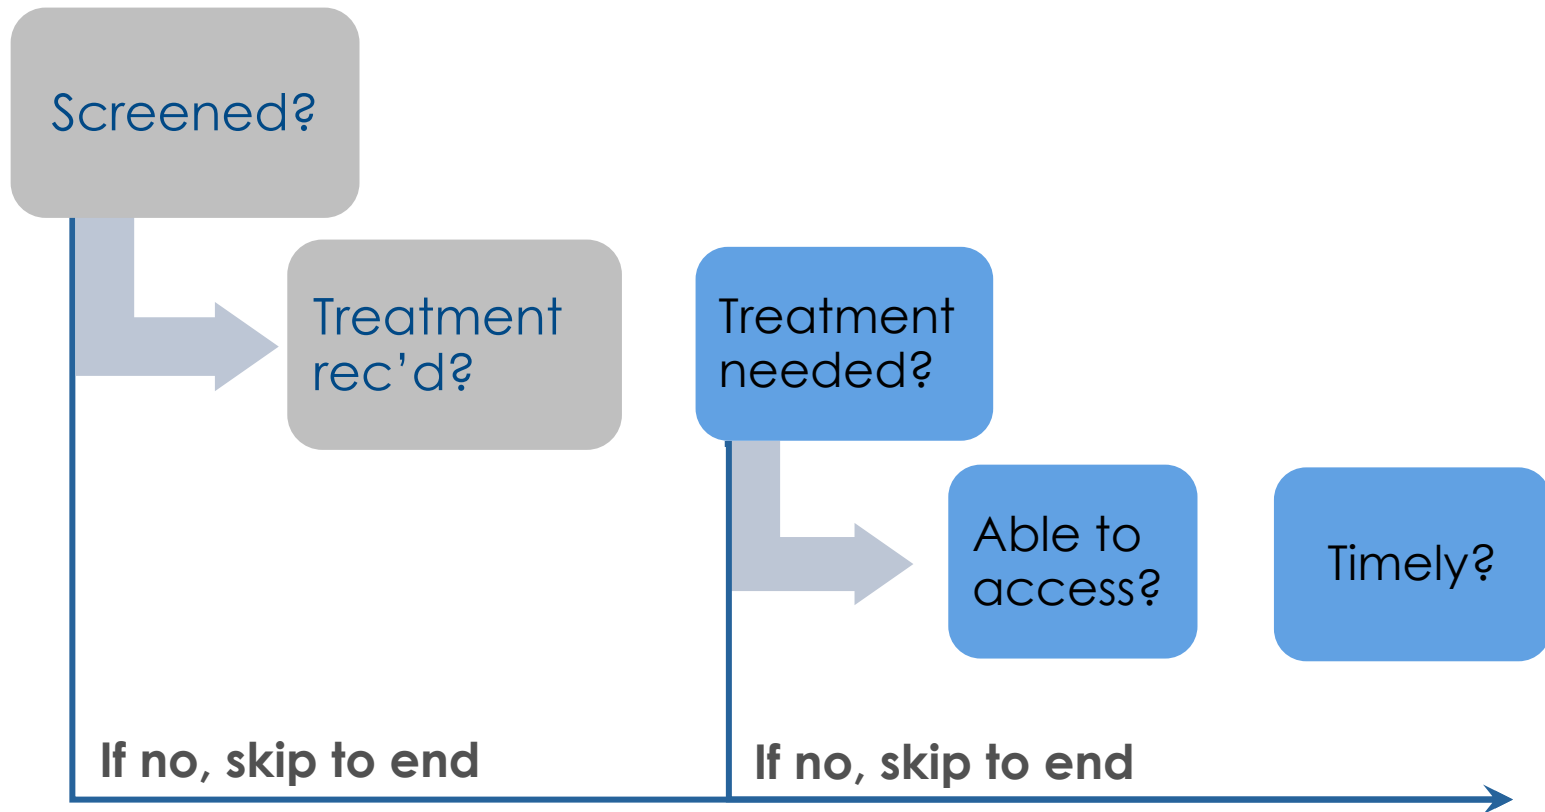 Screened?
Treatment
rec’d?
Treatment
needed?
Able to
access?
Timely?
If no, skip to end
If no, skip to end